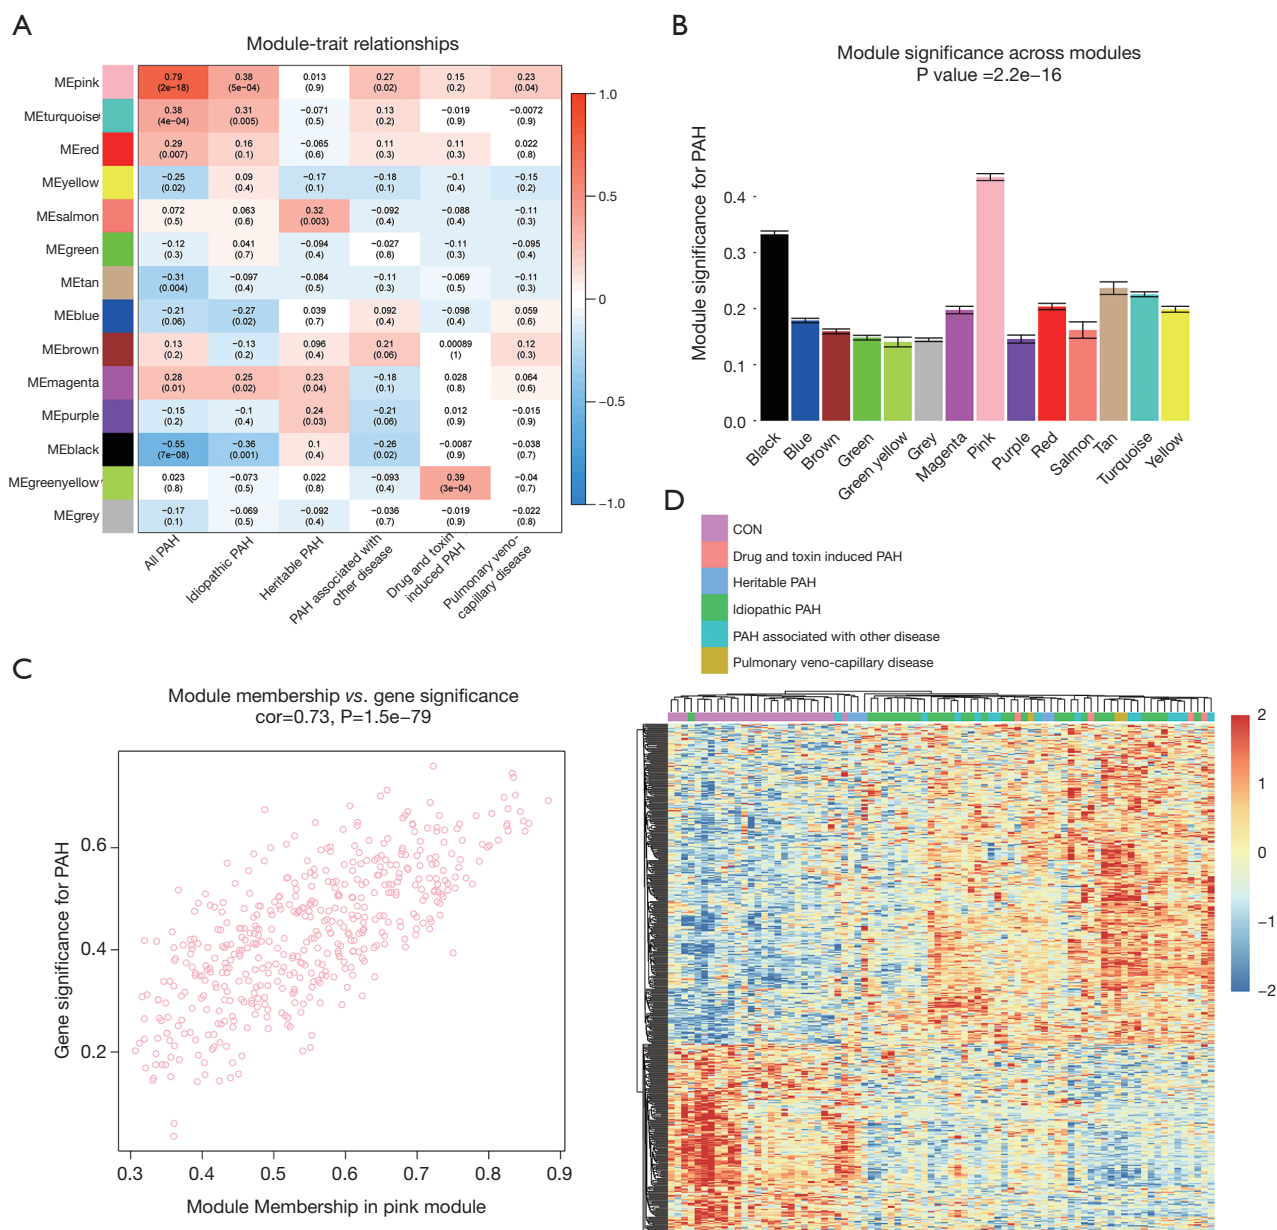 A
Module-trait relationships
MEpink 0.79 0.38 0.013 0.27 0.15 0.23
(2e−18) (5e−04) (0.9) (0.02) (0.2) (0.04)
MEturquoise 0.38 0.31 −0.071 0.13 −0.019 −0.0072
(4e−04) (0.005) (0.5) (0.2) (0.9) (0.9)
MEred 0.29 0.16 −0.065 0.11 0.11 0.022
(0.007) (0.1) (0.6) (0.3) (0.3) (0.8)
MEyellow −0.25 0.09 −0.17 −0.18 −0.1 −0.15
(0.02) (0.4) (0.1) (0.1) (0.4) (0.2)
MEsalmon 0.072 0.063 0.32 −0.092 −0.088 −0.11
(0.5) (0.6) (0.003) (0.4) (0.4) (0.3)
MEgreen −0.12 0.041 −0.094 −0.027 −0.11 −0.095
(0.3) (0.7) (0.4) (0.8) (0.3) (0.4)
MEtan −0.31 −0.097 −0.084 −0.11 −0.069 −0.11
(0.004) (0.4) (0.5) (0.3) (0.5) (0.3)
MEblue −0.21 −0.27 0.039 0.092 −0.098 0.059
(0.06) (0.02) (0.7) (0.4) (0.4) (0.6)
MEbrown 0.13 −0.13 0.096 0.21 0.00089 0.12
(0.2) (0.2) (0.4) (0.06) (1) (0.3)
MEmagenta 0.28 0.25 0.23 −0.18 0.028 0.064
(0.01) (0.02) (0.04) (0.1) (0.8) (0.6)
MEpurple −0.15 −0.1 0.24 −0.21 0.012 −0.015
(0.2) (0.4) (0.03) (0.06) (0.9) (0.9)
MEblack −0.55 −0.36 0.1 −0.26 −0.0087 −0.038
(7e−08) (0.001) (0.4) (0.02) (0.9) (0.7)
MEgreenyellow 0.023 −0.073 0.022 −0.093 0.39 −0.04
(0.8) (0.5) (0.8) (0.4) (3e−04) (0.7)
MEgrey −0.17 −0.069 −0.092 −0.036 −0.019 −0.022
(0.1) (0.5) (0.4) (0.7) (0.9) (0.8)
All PAH
Idiopathic PAH
Heritable PAH
PAH associated with
other disease
Drug and toxin
induced PAH
Pulmonary veno-
capillary disease
1.0
0.5
0
−0.5
−1.0
B
Module significance across modules
P value =2.2e−16
Module significance for PAH
0.4
0.3
0.2
0.1
0.0
Black
Blue
Brown
Green
Green yellow
Grey
Magenta
Pink
Purple
Red
Salmon
Tan
Turquoise
Yellow
C
Module membership vs. gene significance
cor=0.73, P=1.5e−79
Gene significance for PAH
0.6
0.4
0.2
0.3 0.4 0.5 0.6 0.7 0.8 0.9
Module Membership in pink module
D
CON
Drug and toxin induced PAH
Heritable PAH
Idiopathic PAH
PAH associated with other disease
Pulmonary veno-capillary disease
2
1
0
−1
−2